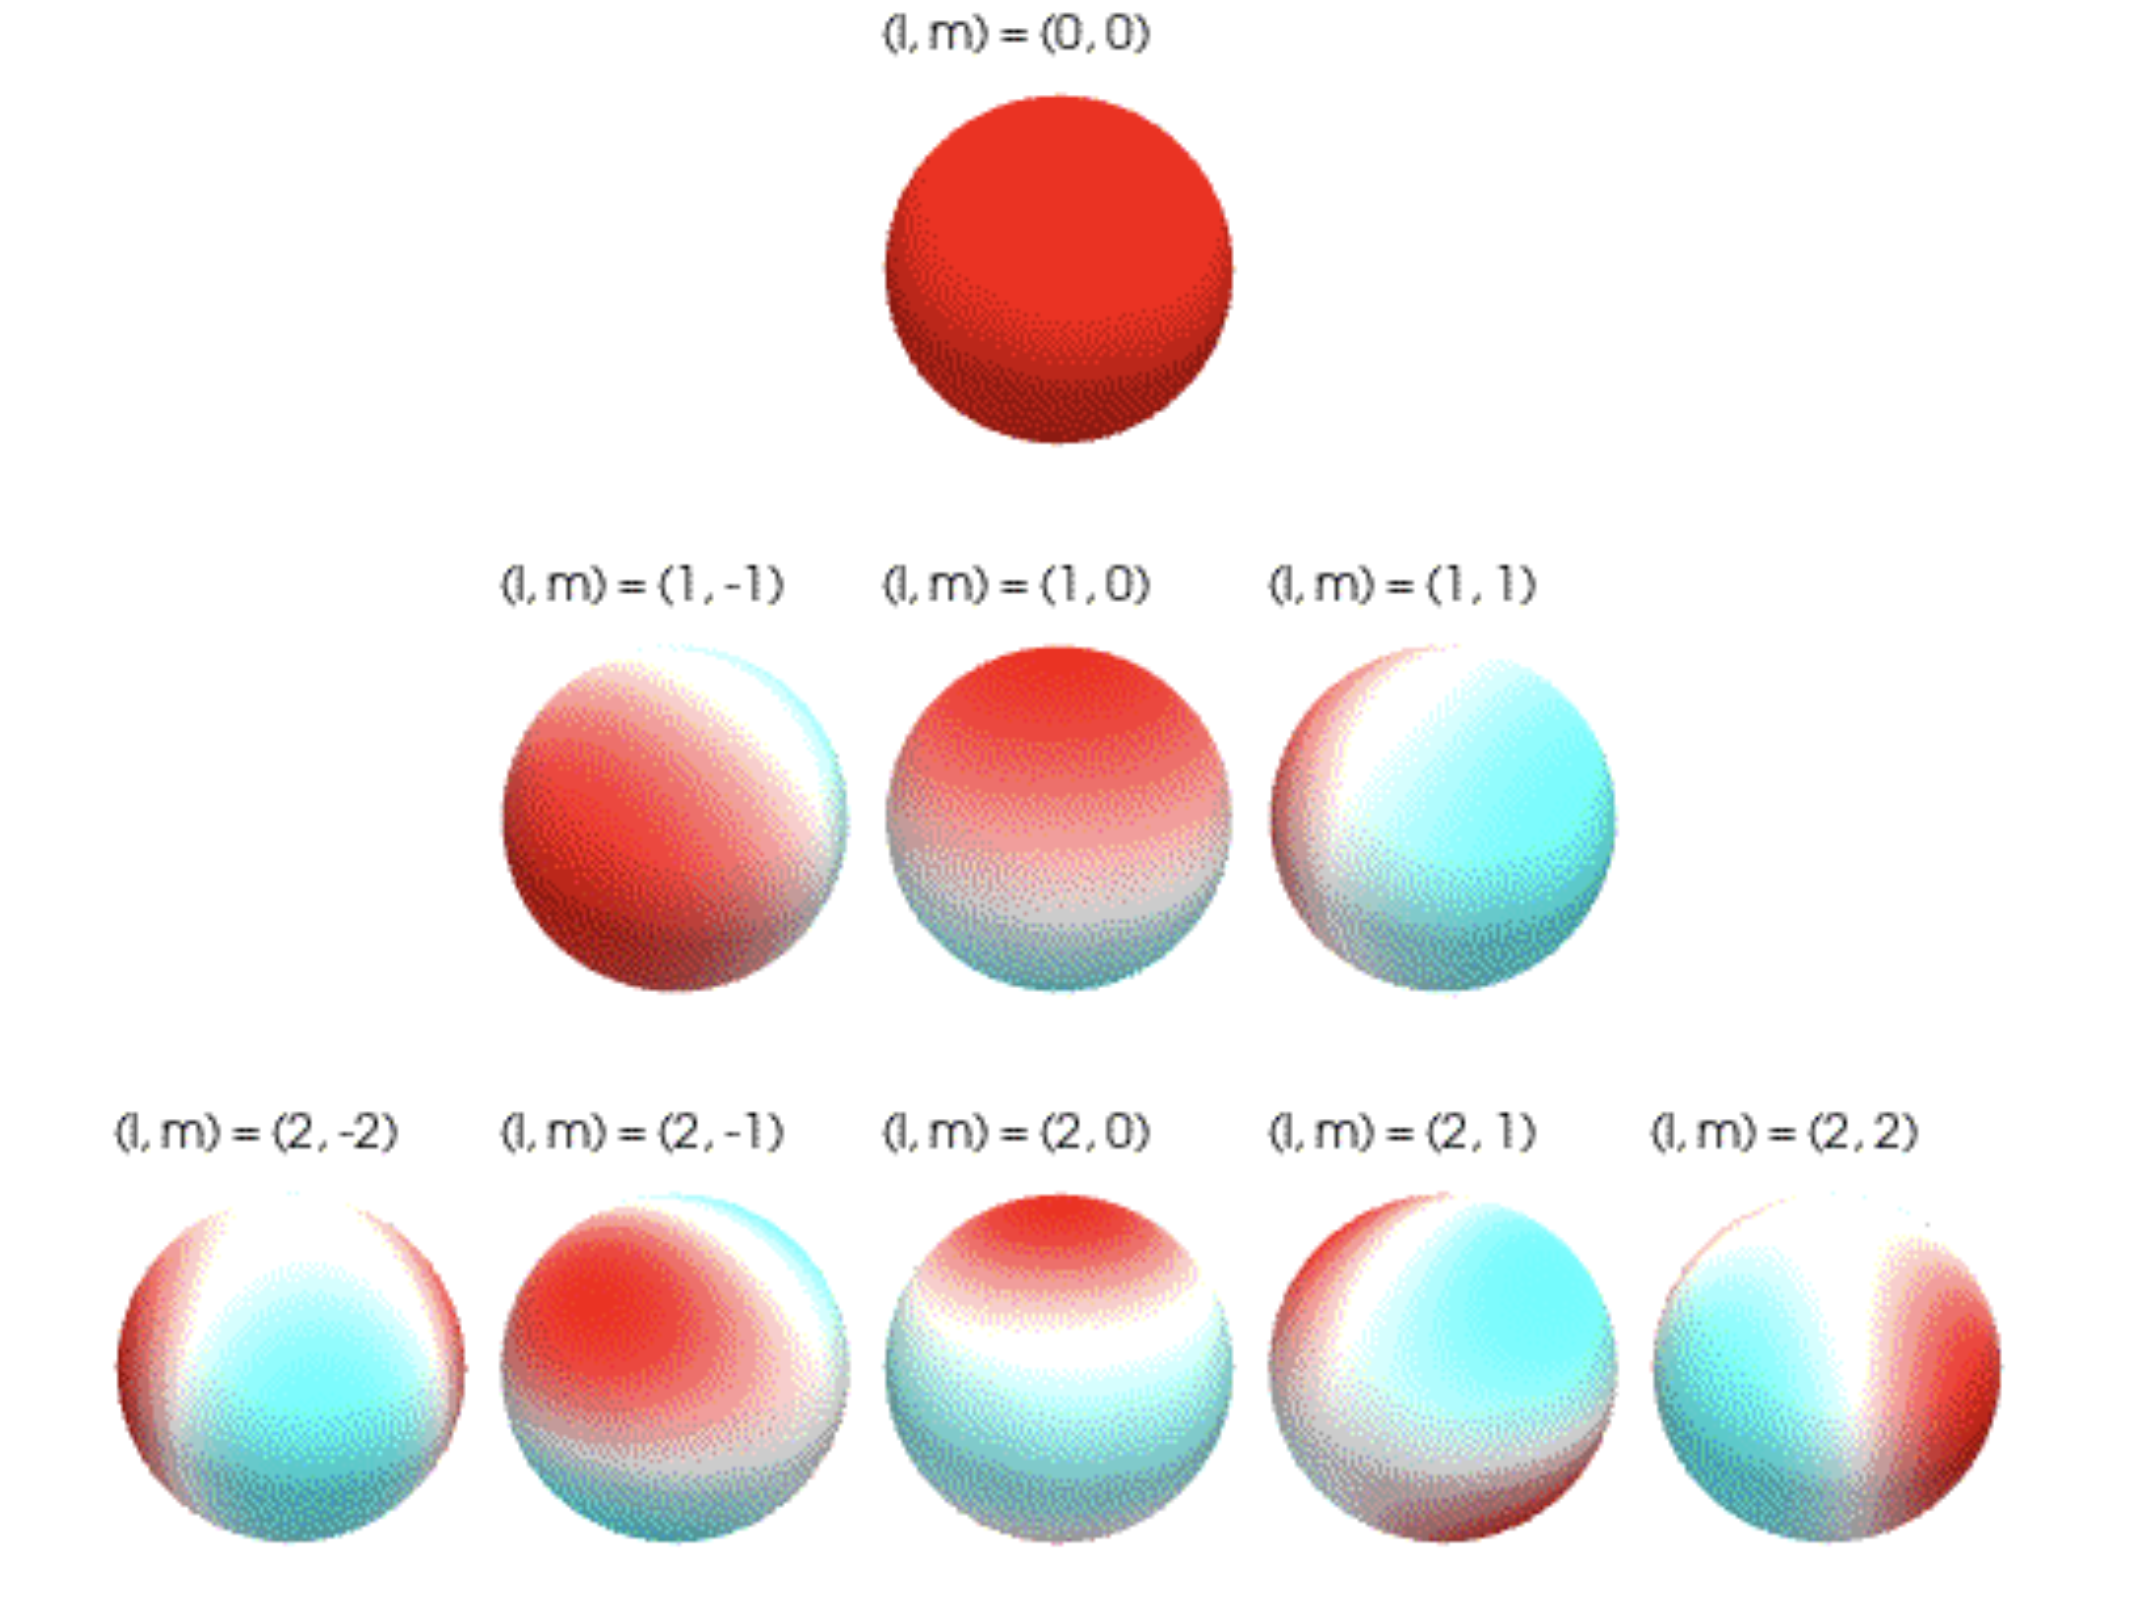 (l, m) = (0, 0)
(l, m) = (1, -1) (l, m) = (1, 0) (l, m) = (1, 1)
(l, m) = (2, -2) (l, m) = (2, -1) (l, m) = (2, 0) (l, m) = (2, 1) (l, m) = (2, 2)